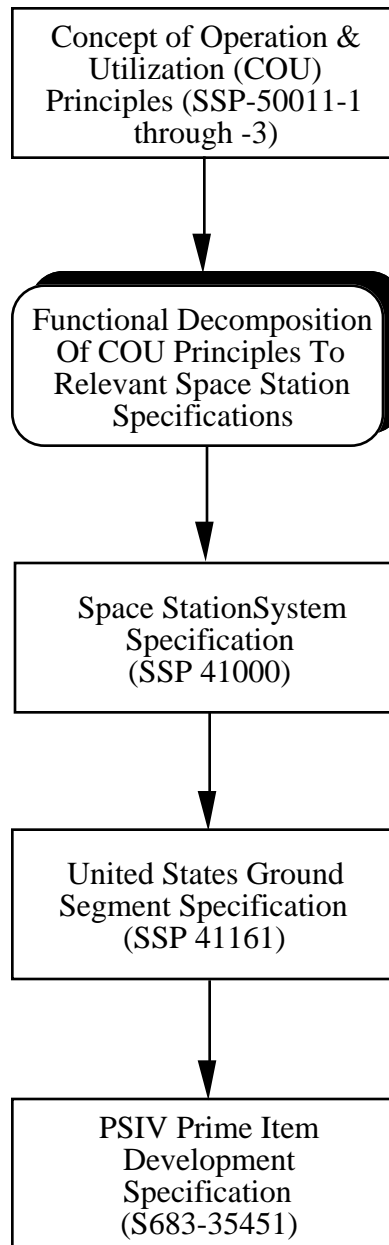 Concept of Operation &
Utilization (COU)
Principles (SSP-50011-1
through -3)
Functional Decomposition
Of COU Principles To
Relevant Space Station
Specifications
Space StationSystem
Specification
(SSP 41000)
United States Ground
Segment Specification
(SSP 41161)
PSIV Prime Item
Development
Specification
(S683-35451)